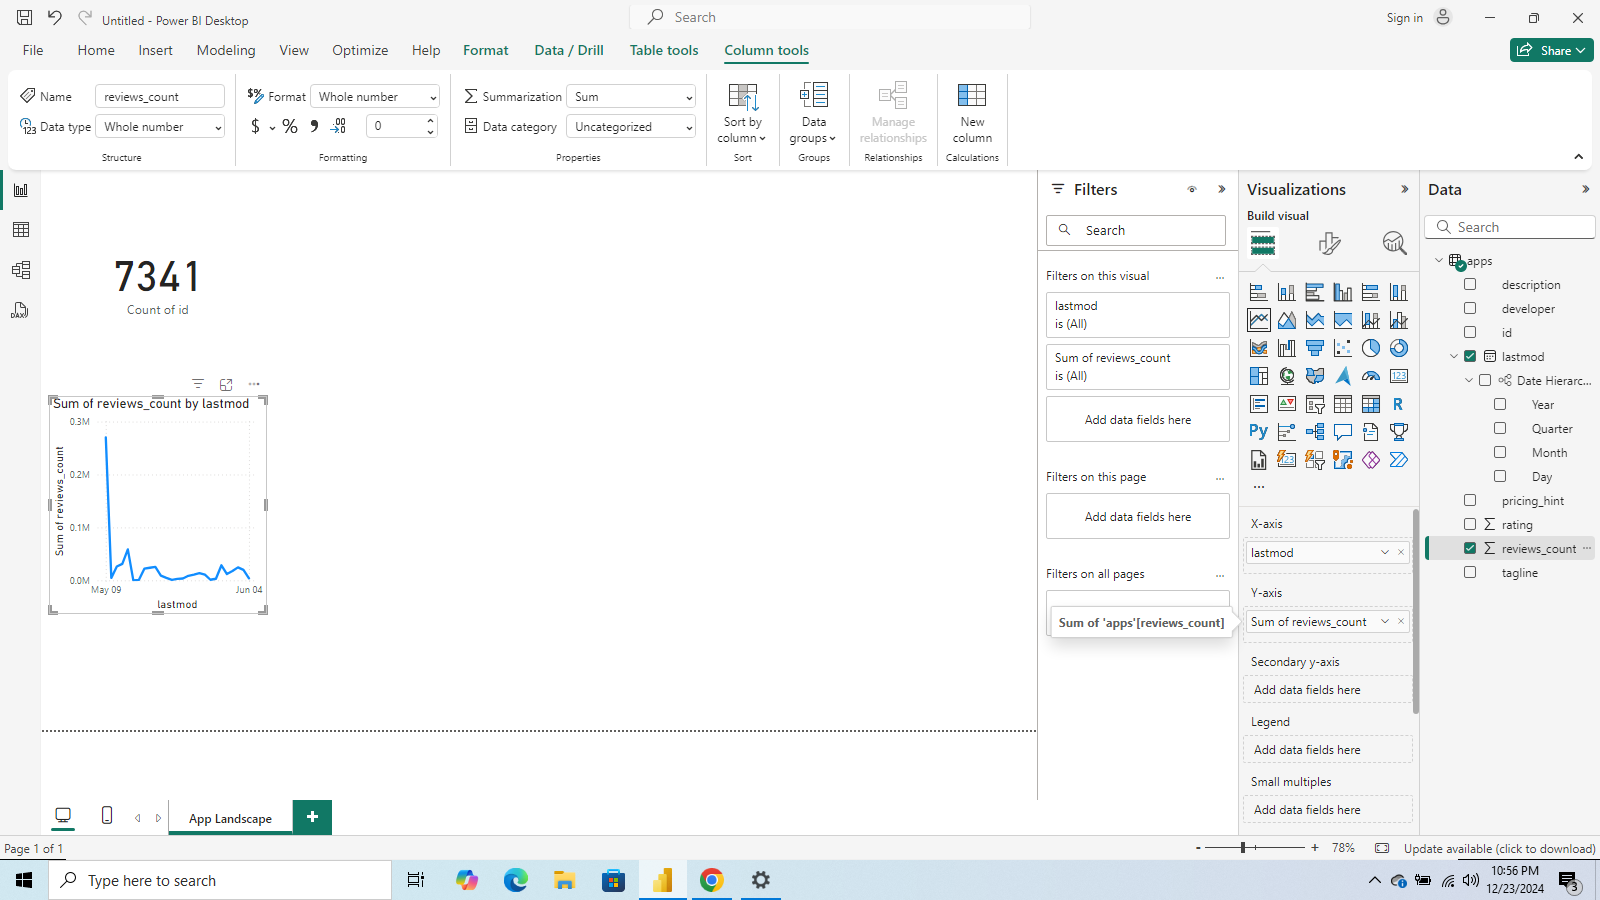 Untitled - Power BI Desktop
Search
Sign in
File
Home
Insert
Modeling
View
Optimize
Help
Format
Data / Drill
Table tools
Column tools
Share
Name
reviews_count
Data type
Whole number
Structure
Format
Whole number
$
%
0
Formatting
Summarization
Sum
Data category
Uncategorized
Properties
Sort by
column
Sort
Data
groups
Groups
Manage
relationships
Relationships
New
column
Calculations
7341
Count of id
Sum of reviews_count by lastmod
0.3M
0.2M
0.1M
0.0M
Sum of reviews_count
May 09
Jun 04
lastmod
Filters
Search
Filters on this visual
lastmod
is (All)
Sum of reviews_count
is (All)
Add data fields here
Filters on this page
Add data fields here
Filters on all pages
Sum of 'apps'[reviews_count]
Visualizations
Build visual
123
R
Py
123
X-axis
lastmod
Y-axis
Sum of reviews_count
Secondary y-axis
Add data fields here
Legend
Add data fields here
Small multiples
Add data fields here
Data
Search
apps
description
developer
id
lastmod
Date Hierarc...
Year
Quarter
Month
Day
pricing_hint
rating
reviews_count
tagline
DAX
App Landscape
Page 1 of 1
- + 78%
Update available (click to download)
Type here to search
10:56 PM
12/23/2024
3